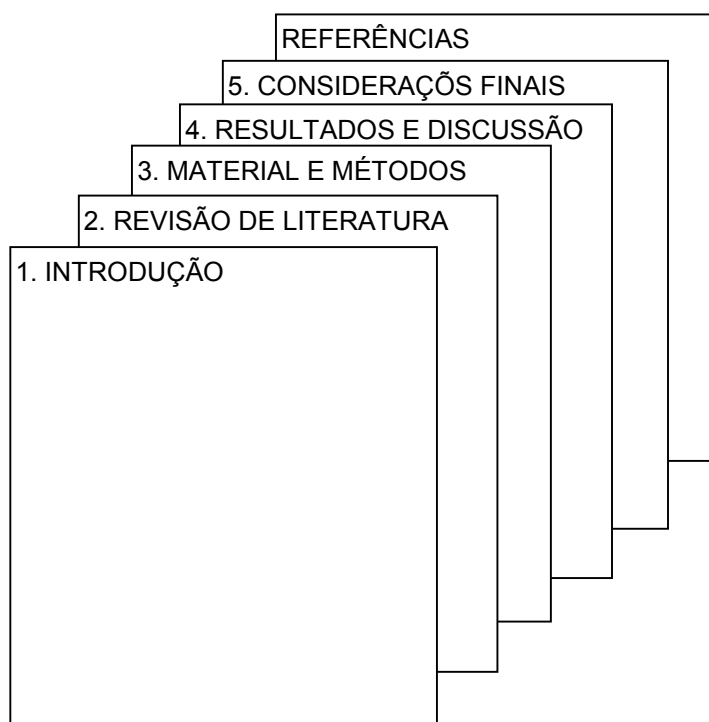 REFERÊNCIAS
5. CONSIDERAÇÕS FINAIS
4. RESULTADOS E DISCUSSÃO
3. MATERIAL E MÉTODOS
2. REVISÃO DE LITERATURA
1. INTRODUÇÃO